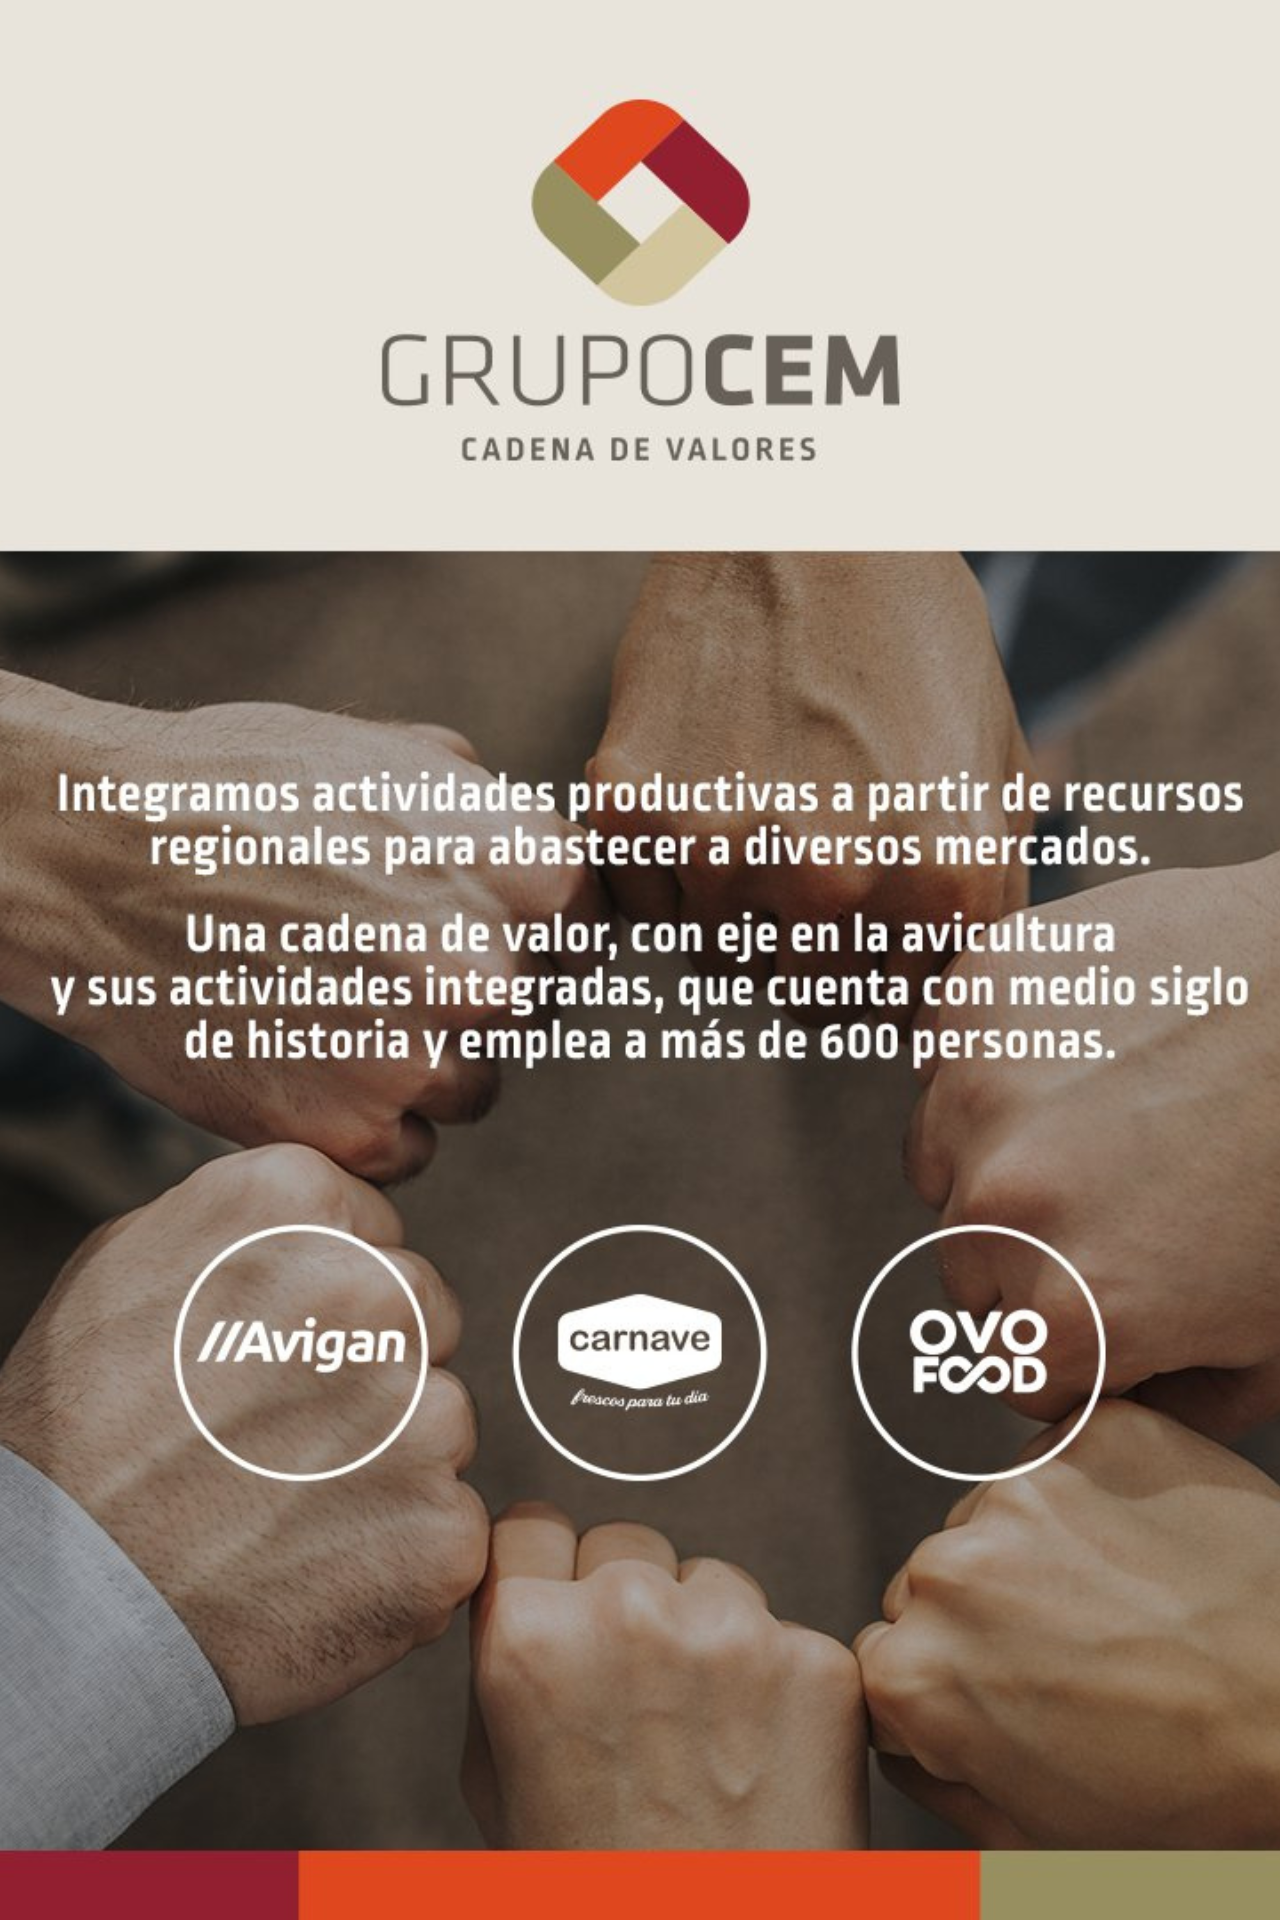 GRUPOCEM
CADENA DE VALORES
Integramos actividades productivas a partir de recursos
regionales para abastecer a diversos mercados.
Una cadena de valor, con eje en la avicultura
y sus actividades integradas, que cuenta con medio siglo
de historia y emplea a más de 600 personas.
//Avigan
carnave
frescos para tu día
OVO
FOOD